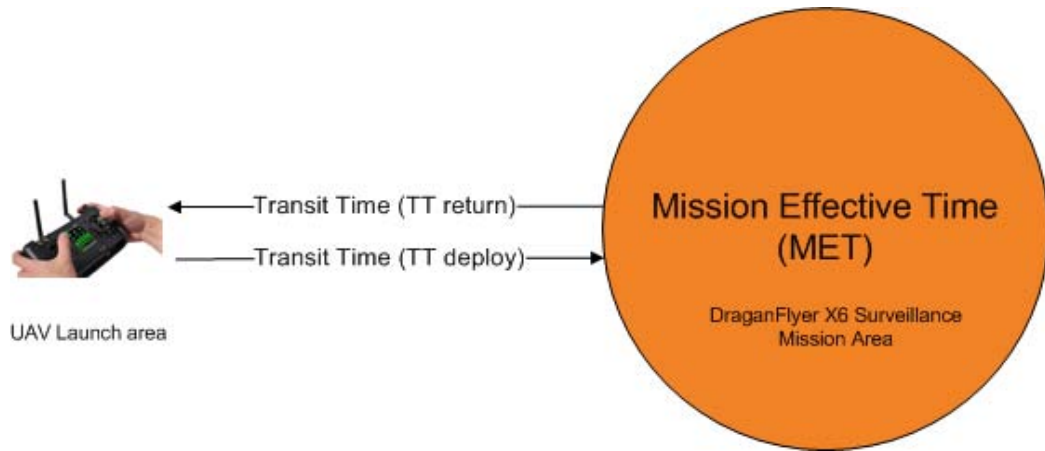 Transit Time (TT return)
Transit Time (TT deploy)
UAV Launch area
Mission Effective Time
(MET)
DraganFlyer X6 Surveillance
Mission Area